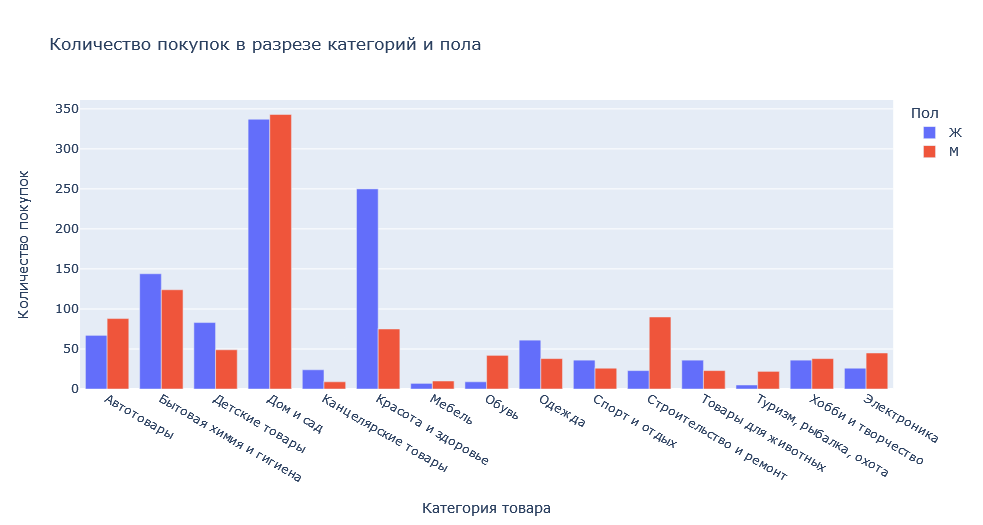 Количество покупок в разрезе категорий и пола
Пол
Ж
М
Количество покупок
350
300
250
200
150
100
50
0
Автотовары
Бытовая химия и гигиена
Детские товары
Дом и сад
Канцелярские товары
Красота и здоровье
Мебель
Обувь
Одежда
Спорт и отдых
Строительство и ремонт
Товары для животных
Туризм, рыбалка, охота
Хобби и творчество
Электроника
Категория товара